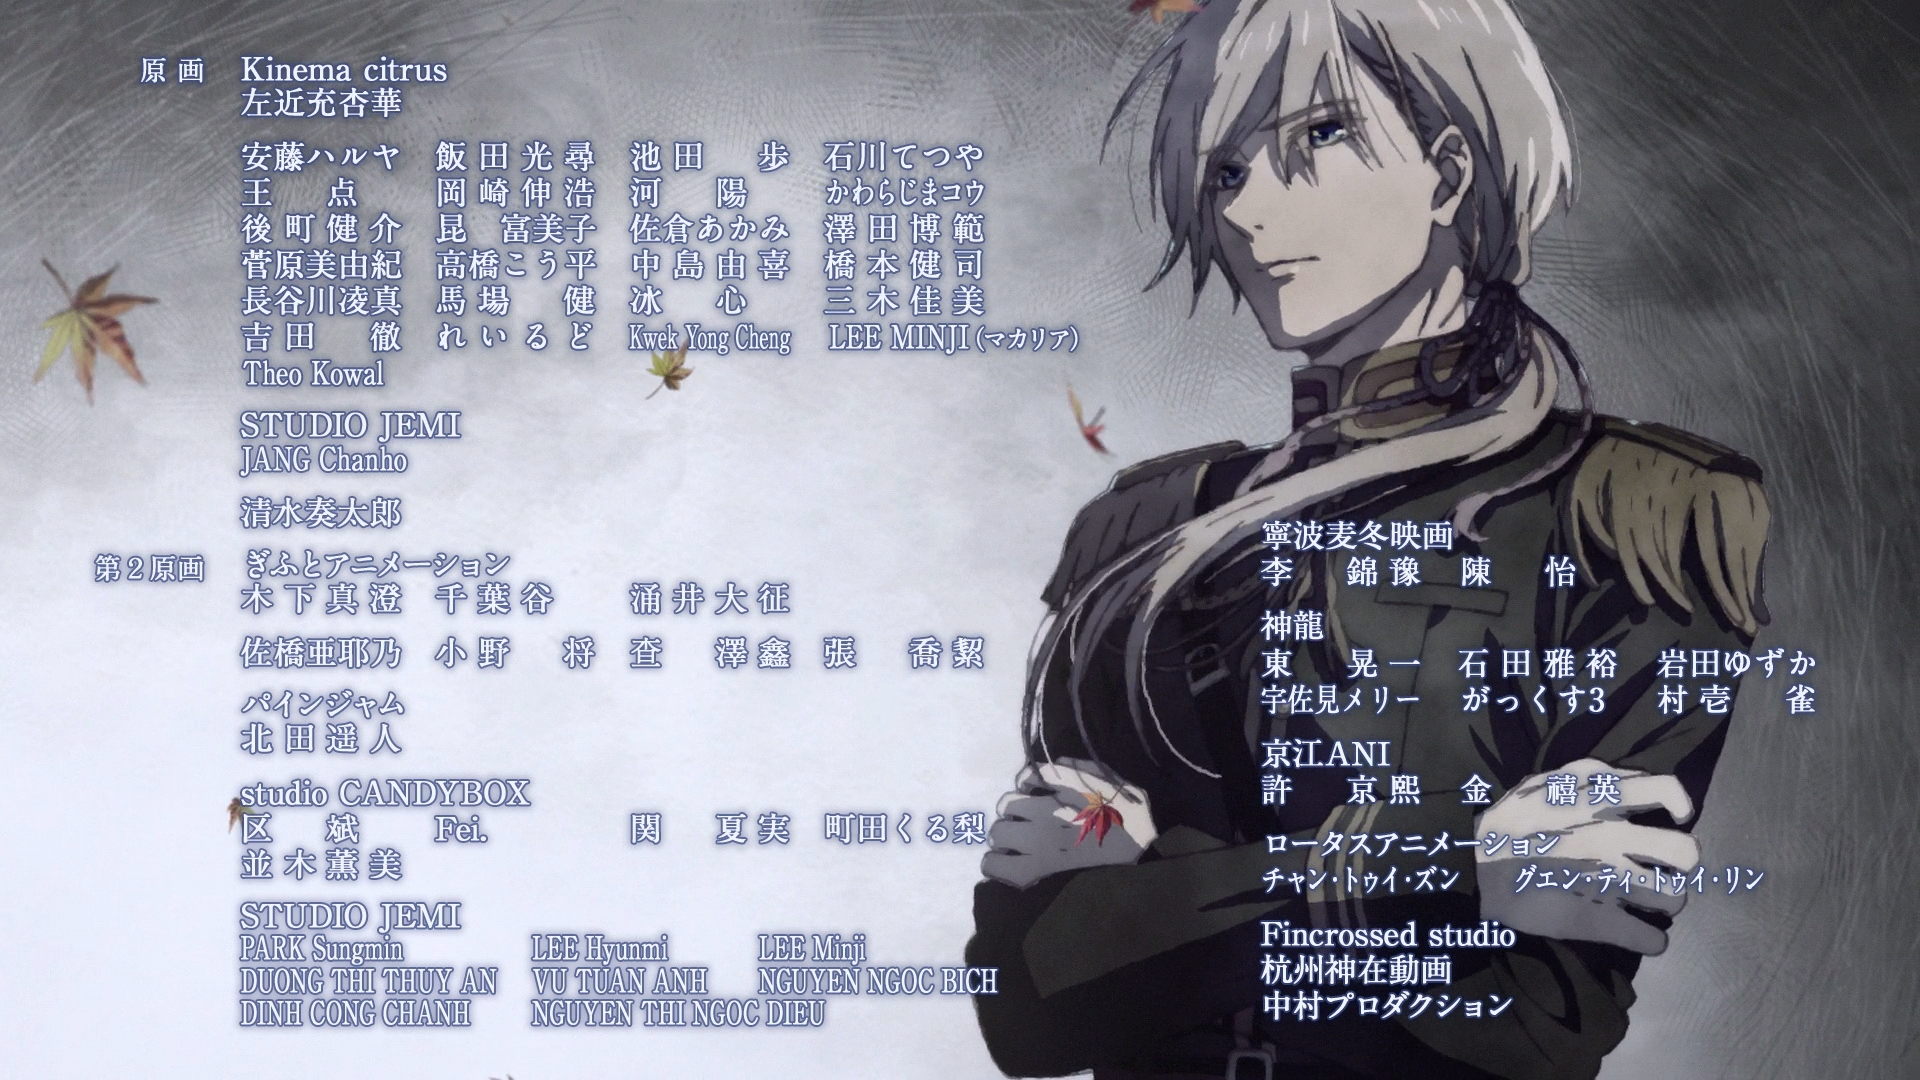 原画 Kinema citrus
左近充杏華
安藤ハルヤ 飯田光尋 池田 歩 石川てつや
王 点 岡崎伸浩 河 陽 かわらじまコウ
後町健介 昆 富美子 佐倉あかみ 澤田博範
菅原美由紀 高橋こう平 中島由喜 橋本健司
長谷川凌真 馬場 健 冰 心 三木佳美
吉田 徹 れいるど Kwek Yong Cheng LEE MINJI(マカリア)
Theo Kowal
STUDIO JEMI
JANG Chanho
清水奏太郎
第2原画 ぎふとアニメーション
木下真澄 千葉谷 涌井大征
佐橋亜耶乃 小野 将 査 澤鑫 張 喬絜
パインジャム
北田遥人
studio CANDYBOX
区 斌 Fei. 関 夏実 町田くる梨
並木薫美
STUDIO JEMI
PARK Sungmin LEE Hyunmi LEE Minji
DUONG THI THUY AN VU TUAN ANH NGUYEN NGOC BICH
DINH CONG CHANH NGUYEN THI NGOC DIEU
寧波麦冬映画
李 錦豫 陳 怡
神龍
東 晃一 石田雅裕 岩田ゆずか
宇佐見メリー がっくす3 村壱 雀
京江ANI
許 京熙 金 禧英
ロータスアニメーション
チャン・トゥイ・ズン グエン・ティ・トゥイ・リン
Fincrossed studio
杭州神在動画
中村プロダクション